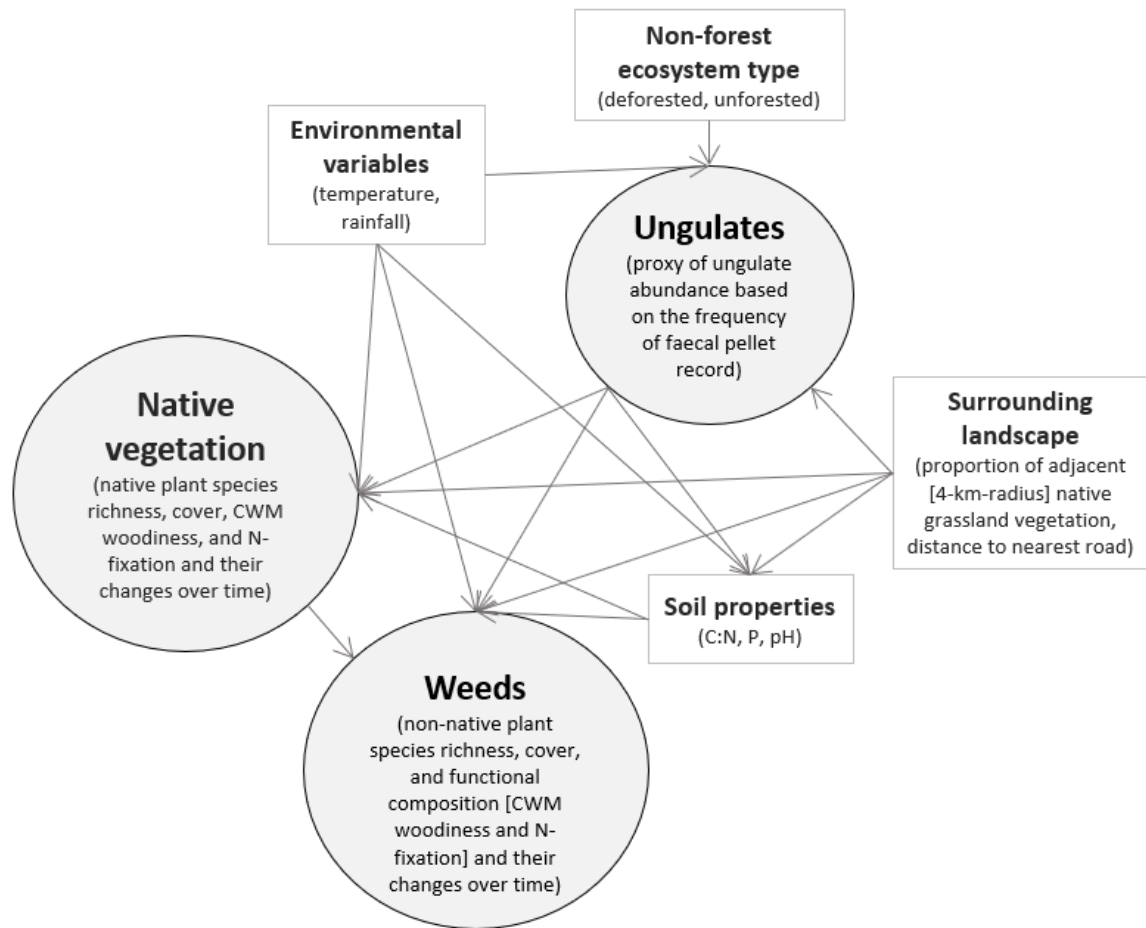 Non-forest
ecosystem type
(deforested, unforested)
Environmental
variables
(temperature,
rainfall)
Ungulates
(proxy of ungulate
abundance based
on the frequency
of faecal pellet
record)
Native
vegetation
(native plant species
richness, cover, CWM
woodiness, and N-
fixation and their
changes over time)
Surrounding
landscape
(proportion of adjacent
[4-km-radius] native
grassland vegetation,
distance to nearest road)
Soil properties
(C:N, P, pH)
Weeds
(non-native plant
species richness, cover,
and functional
composition [CWM
woodiness and N-
fixation] and their
changes over time)